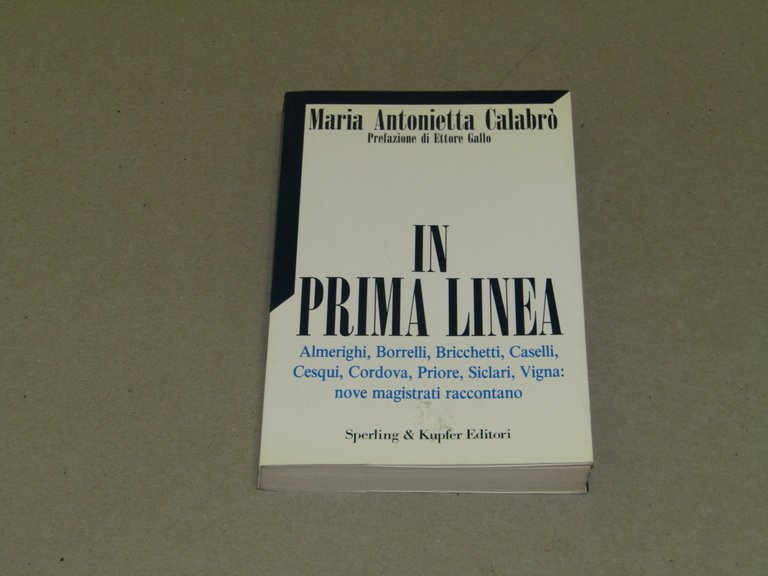 Maria Antonietta Calabrò
Prefazione di Ettore Gallo
IN
PRIMA LINEA
Almerighi, Borrelli, Bricchetti, Caselli,
Cesqui, Cordova, Priore, Siclari, Vigna:
nove magistrati raccontano
Sperling & Kupfer Editori